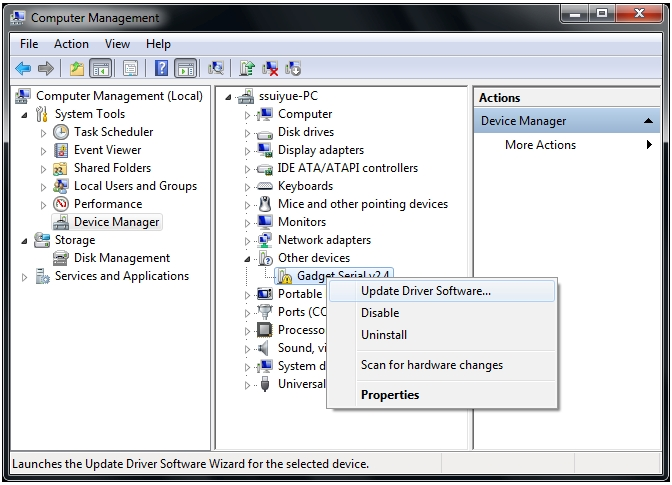 Computer Management
File Action View Help
Computer Management (Local)
System Tools
Task Scheduler
Event Viewer
Shared Folders
Local Users and Groups
Performance
Device Manager
Storage
Disk Management
Services and Applications
ssuiyue-PC
Computer
Disk drives
Display adapters
IDE ATA/ATAPI controllers
Keyboards
Mice and other pointing devices
Monitors
Network adapters
Other devices
Gadget Serial v2.4
Portable
Ports (CO
Processo
Sound, vi
System d
Universal
Update Driver Software...
Disable
Uninstall
Scan for hardware changes
Properties
Actions
Device Manager
More Actions
Launches the Update Driver Software Wizard for the selected device.